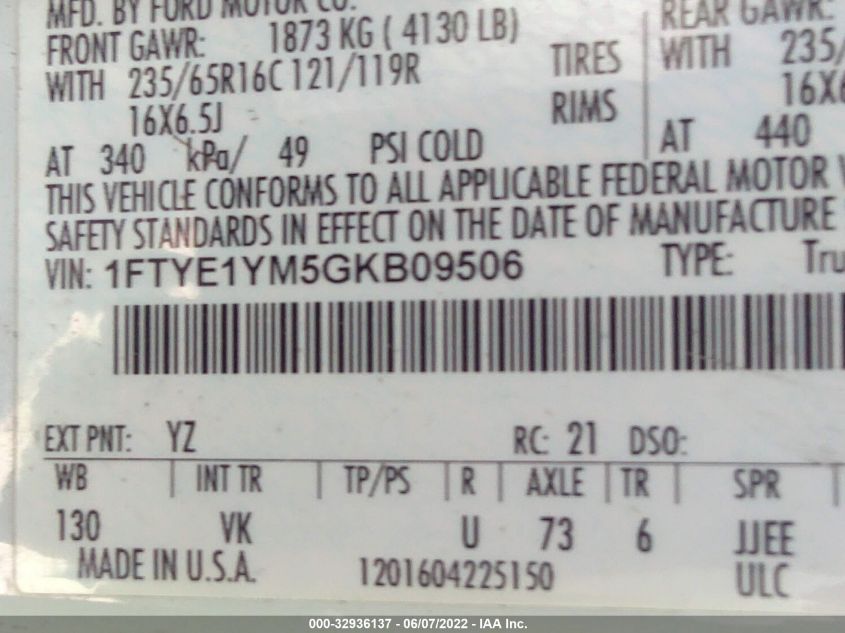 MFD. BY FORD MOTOR CO.
FRONT GAWR: 1873 KG ( 4130 LB) REAR GAWR:
WITH 235/65R16C 121/119R TIRES WITH 235/
16X6.5J RIMS 16X6
AT 340 kPa/ 49 PSI COLD AT 440
THIS VEHICLE CONFORMS TO ALL APPLICABLE FEDERAL MOTOR V
SAFETY STANDARDS IN EFFECT ON THE DATE OF MANUFACTURE
VIN: 1FTYE1YM5GKB09506 TYPE: Tru
EXT PNT: YZ RC: 21 DSO:
WB INT TR TP/PS R AXLE TR SPR
130 VK U 73 6 JJEE
MADE IN U.S.A. 1201604225150 ULC
000-32936137 - 06/07/2022 - IAA Inc.